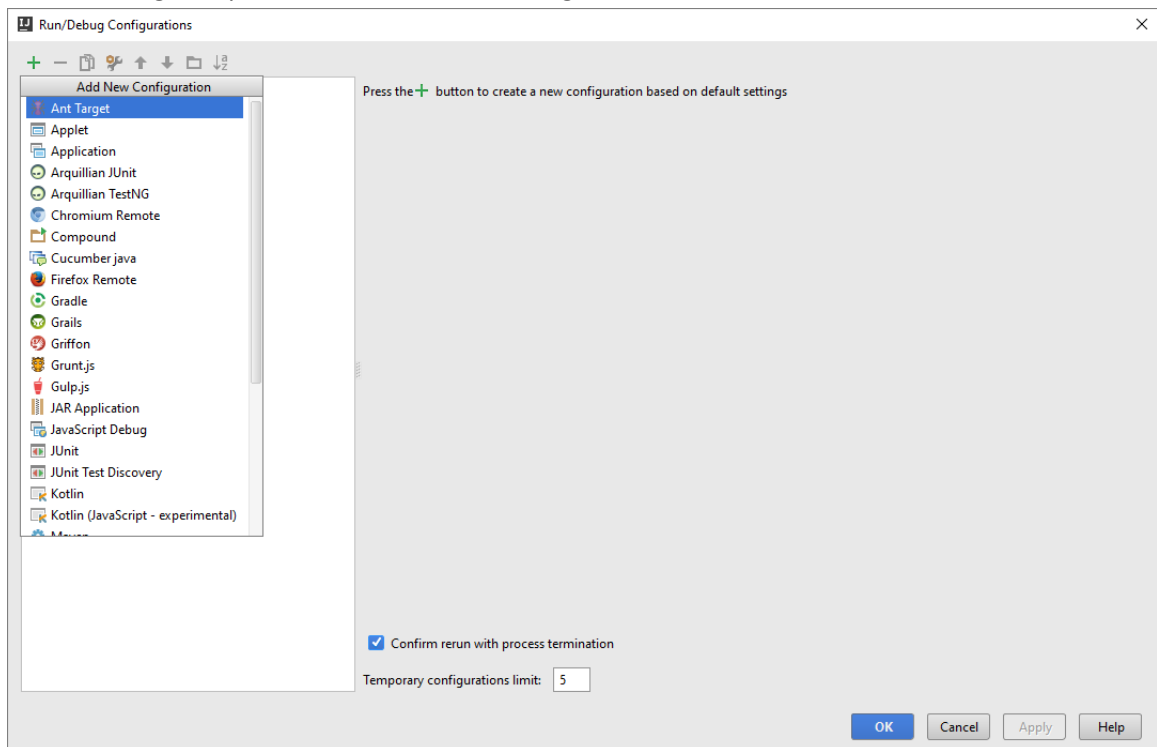 Run/Debug Configurations
Add New Configuration
Press the + button to create a new configuration based on default settings
Ant Target
Applet
Application
Arquillian JUnit
Arquillian TestNG
Chromium Remote
Compound
Cucumber java
Firefox Remote
Gradle
Grails
Griffon
Grunt.js
Gulp.js
JAR Application
JavaScript Debug
JUnit
JUnit Test Discovery
Kotlin
Kotlin (JavaScript - experimental)
Maven
Confirm rerun with process termination
Temporary configurations limit: 5
OK Cancel Apply Help